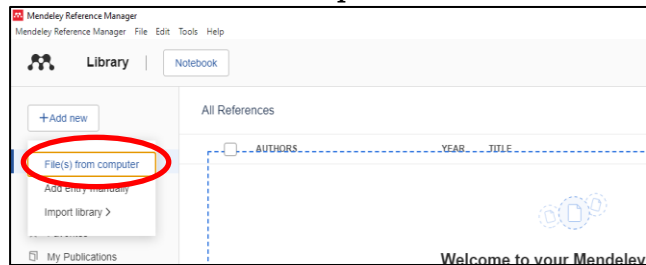 Mendeley Reference Manager
Mendeley Reference Manager File Edit Tools Help
Library Notebook
+Add new
All References
AUTHORS YEAR TITLE
File(s) from computer
Add entry manually
Import library >
Favorites
My Publications
Welcome to your Mendeley